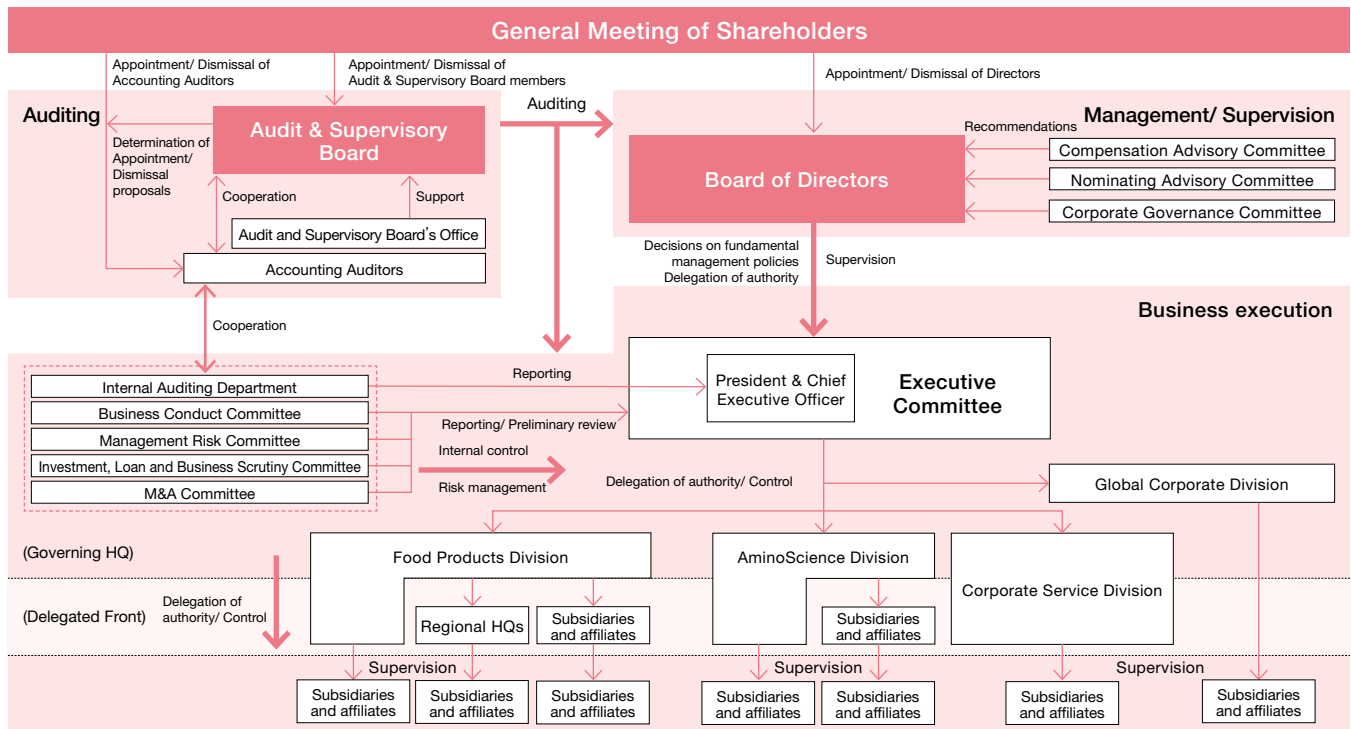 General Meeting of Shareholders
Appointment/ Dismissal of
Accounting Auditors
Appointment/ Dismissal of
Audit & Supervisory Board members
Appointment/ Dismissal of Directors
Auditing
Audit & Supervisory
Board
Auditing
Management/ Supervision
Recommendations
Compensation Advisory Committee
Nominating Advisory Committee
Corporate Governance Committee
Board of Directors
Determination of
Appointment/
Dismissal
proposals
Cooperation
Support
Audit and Supervisory Board's Office
Accounting Auditors
Decisions on fundamental
management policies
Delegation of authority
Supervision
Cooperation
Business execution
Internal Auditing Department
Business Conduct Committee
Management Risk Committee
Investment, Loan and Business Scrutiny Committee
M&A Committee
Reporting
Reporting/ Preliminary review
Internal control
Risk management
President & Chief
Executive Officer
Executive
Committee
Delegation of authority/ Control
Global Corporate Division
(Governing HQ)
Food Products Division
AminoScience Division
Corporate Service Division
(Delegated Front)
Delegation of
authority/ Control
Regional HQs
Subsidiaries
and affiliates
Subsidiaries
and affiliates
Supervision
Supervision
Supervision
Subsidiaries
and affiliates
Subsidiaries
and affiliates
Subsidiaries
and affiliates
Subsidiaries
and affiliates
Subsidiaries
and affiliates
Subsidiaries
and affiliates
Subsidiaries
and affiliates